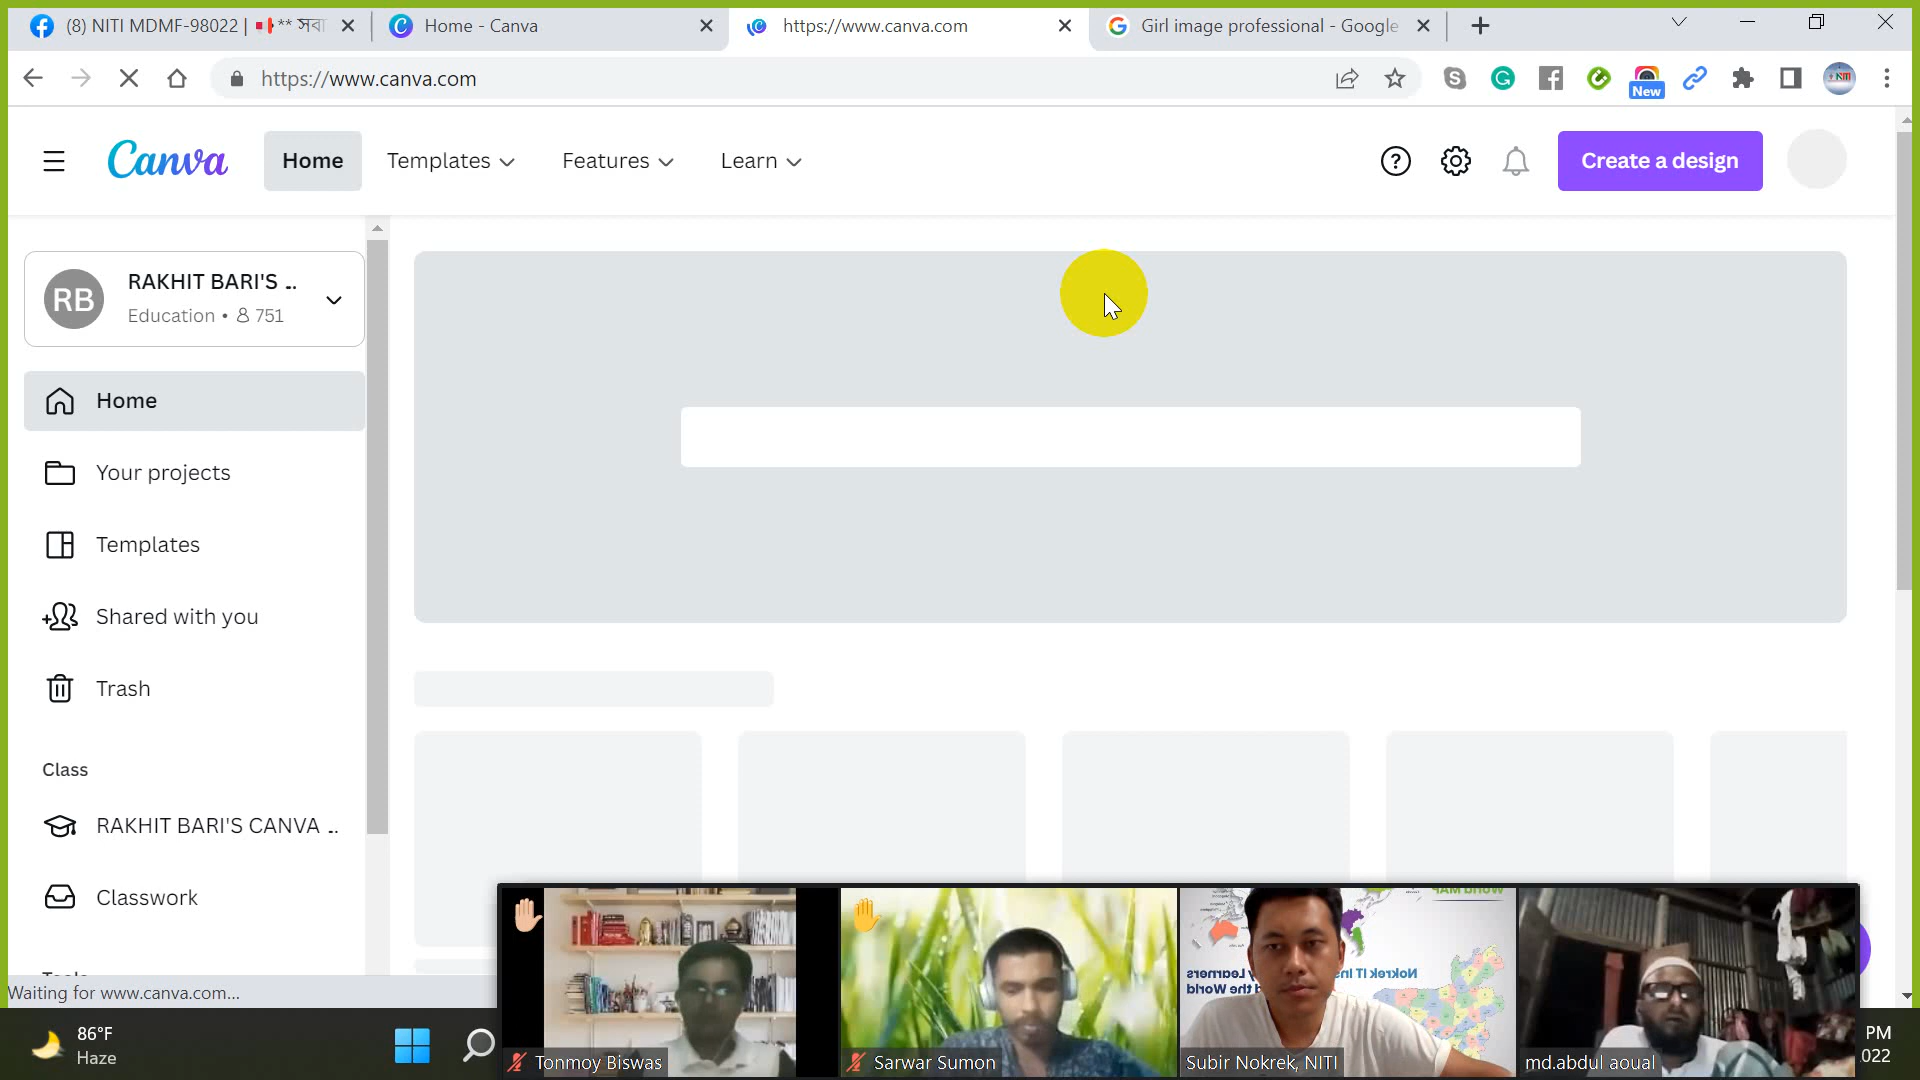 (8) NITI MDMF-98022 | ** সবা
Home - Canva
https://www.canva.com
Girl image professional - Google
https://www.canva.com
New
Canva
Home
Templates
Features
Learn
Create a design
RB
RAKHIT BARI'S ..
Education • 751
Home
Your projects
Templates
Shared with you
Trash
Class
RAKHIT BARI'S CANVA ..
Classwork
Waiting for www.canva.com...
86°F
Haze
Tonmoy Biswas
Sarwar Sumon
Subir Nokrek, NITI
md.abdul aoual
PM
022